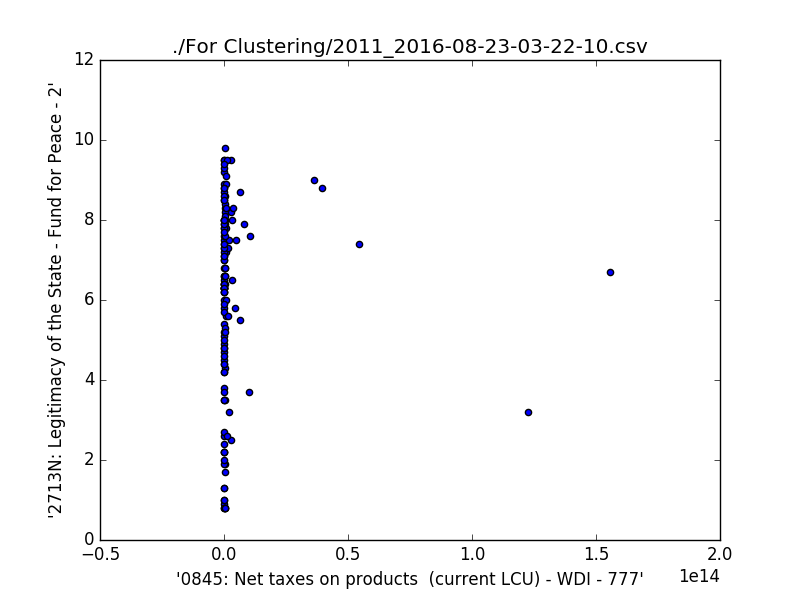 ./For Clustering/2011_2016-08-23-03-22-10.csv
12
10
8
6
4
2
0
'2713N: Legitimacy of the State - Fund for Peace - 2'
−0.5 0.0 0.5 1.0 1.5 2.0
1e14
'0845: Net taxes on products  (current LCU) - WDI - 777'